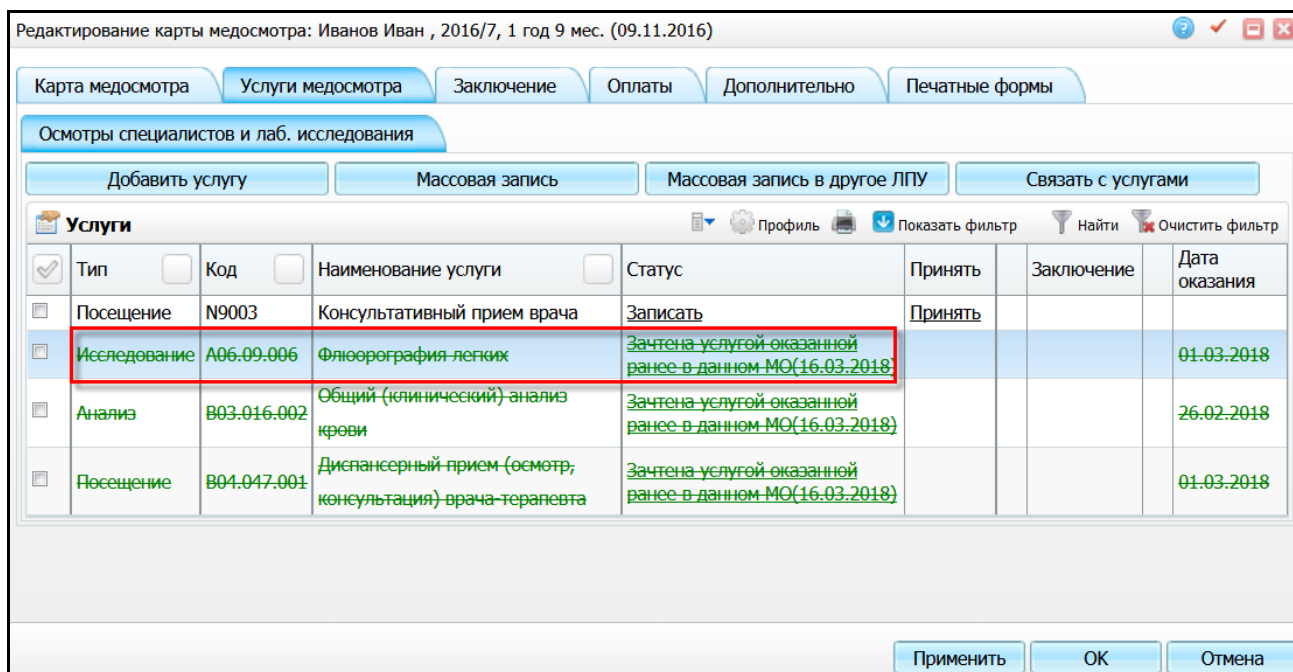 Редактирование карты медосмотра: Иванов Иван , 2016/7, 1 год 9 мес. (09.11.2016)
Карта медосмотра Услуги медосмотра Заключение Оплаты Дополнительно Печатные формы
Осмотры специалистов и лаб. исследования
Добавить услугу Массовая запись Массовая запись в другое ЛПУ Связать с услугами
Услуги Профиль Показать фильтр Найти Очистить фильтр
Тип Код Наименование услуги Статус Принять Заключение Дата
оказания
Посещение N9003 Консультативный прием врача Записать Принять
Исследование A06.09.006 Флюорография легких Зачтена услугой оказанной
ранее в данном МО(16.03.2018) 01.03.2018
Анализ B03.016.002 Общий (клинический) анализ
крови Зачтена услугой оказанной
ранее в данном МО(16.03.2018) 26.02.2018
Посещение B04.047.001 Диспансерный прием (осмотр,
консультация) врача-терапевта Зачтена услугой оказанной
ранее в данном МО(16.03.2018) 01.03.2018
Применить ОК Отмена